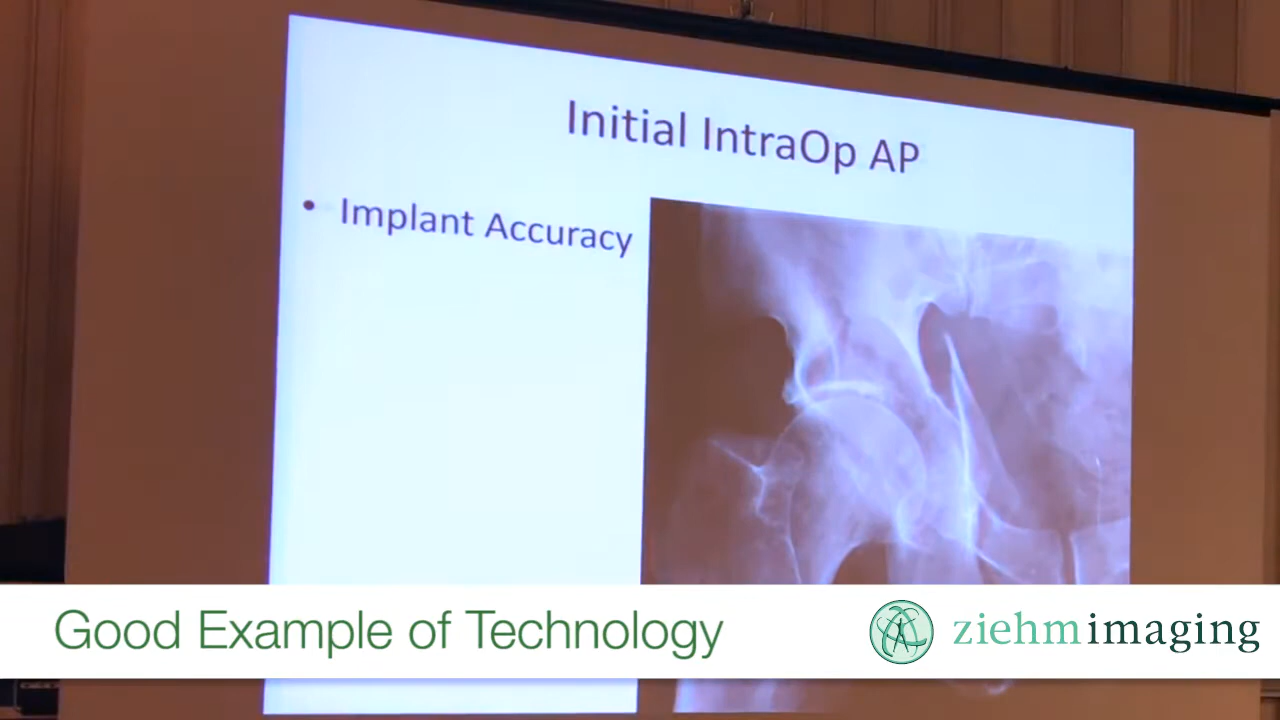 Initial IntraOp AP
• Implant Accuracy
Good Example of Technology
ziehm imaging